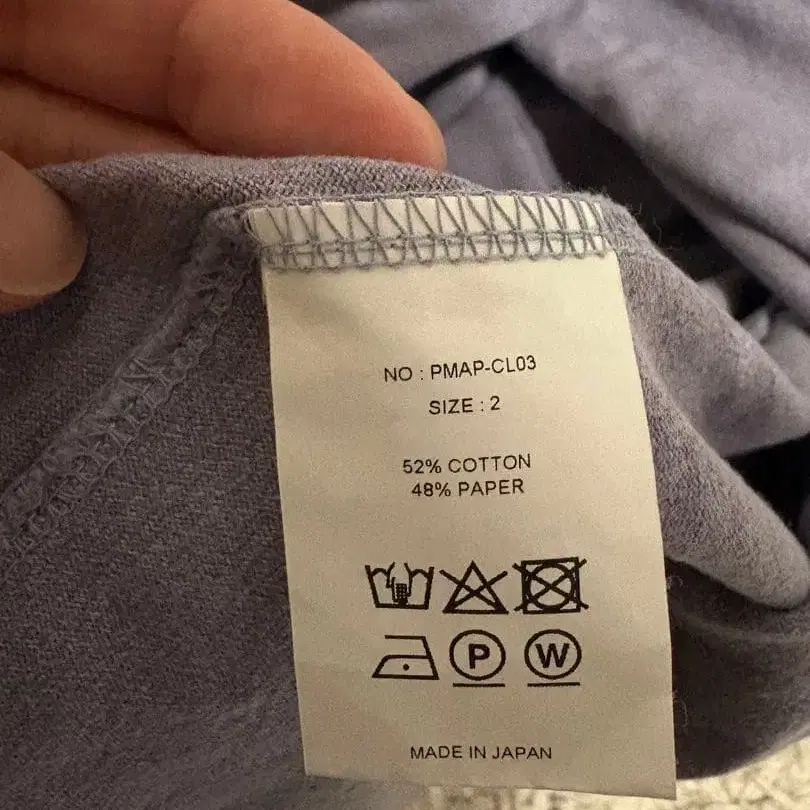 NO : PMAP-CL03
SIZE : 2
52% COTTON
48% PAPER
P W
MADE IN JAPAN